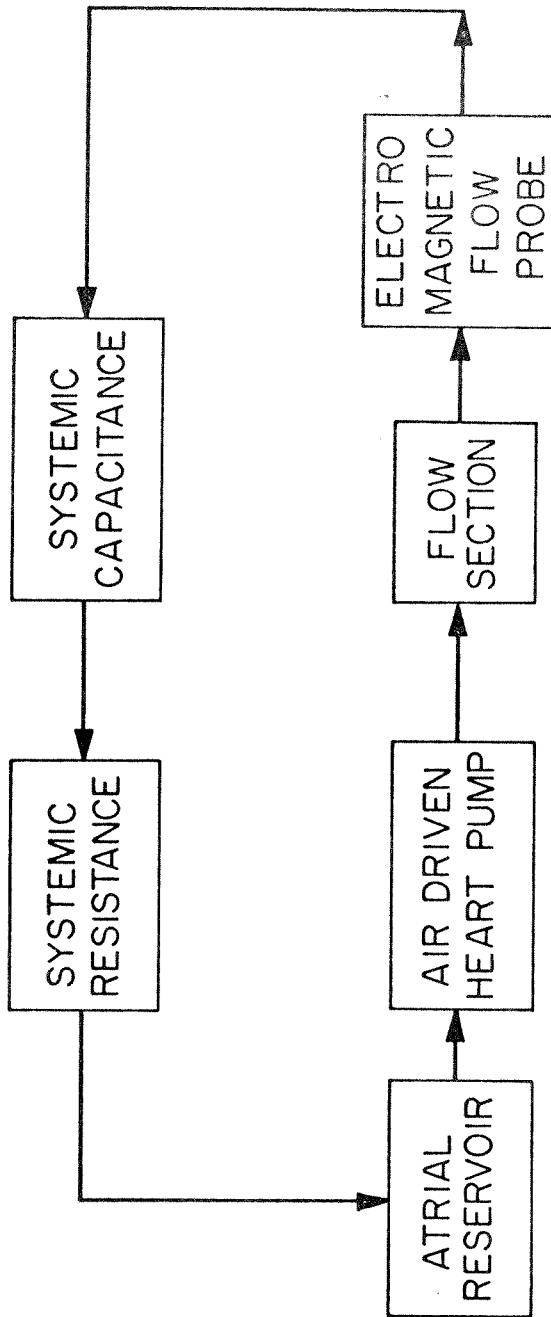 SYSTEMIC
RESISTANCE
SYSTEMIC
CAPACITANCE
ATRIAL
RESERVOIR
AIR DRIVEN
HEART PUMP
FLOW
SECTION
ELECTRO
MAGNETIC
FLOW
PROBE